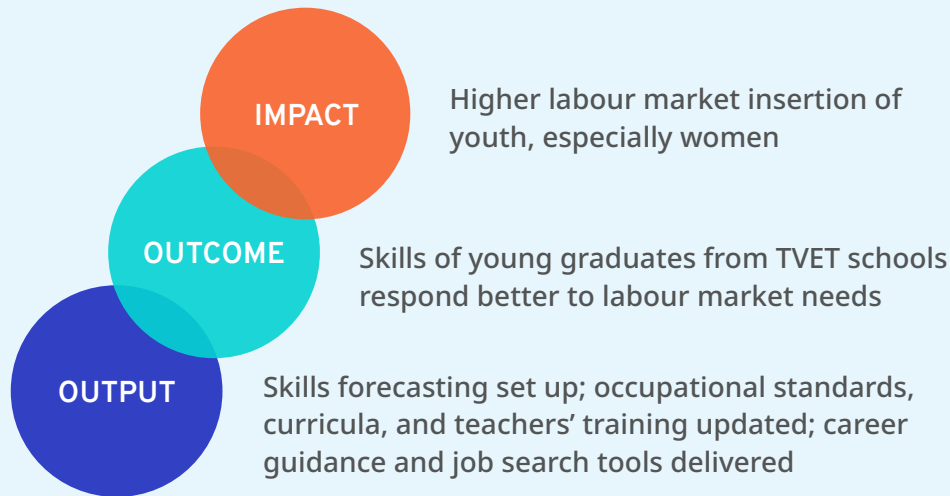 IMPACT
Higher labour market insertion of
youth, especially women
OUTCOME
Skills of young graduates from TVET schools
respond better to labour market needs
OUTPUT
Skills forecasting set up; occupational standards,
curricula, and teachers’ training updated; career
guidance and job search tools delivered